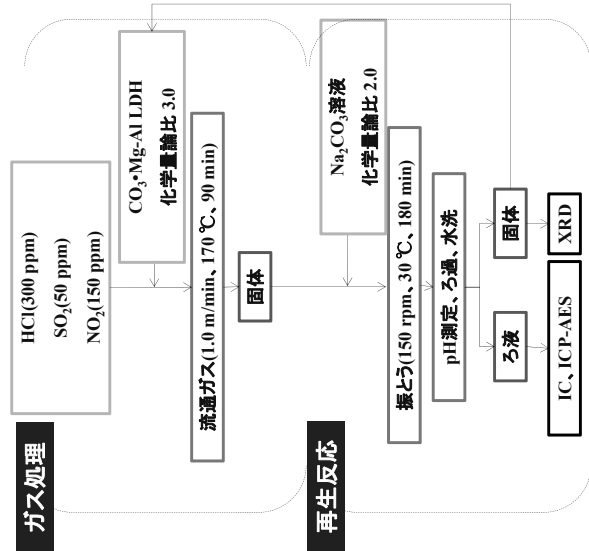 ガス処理
HCl(300 ppm)
SO₂(50 ppm)
NO₂(150 ppm)
CO₃•Mg-Al LDH
化学量論比 3.0
流通ガス(1.0 m/min、170 ℃、90 min)
固体
再生反応
Na₂CO₃溶液
化学量論比 2.0
振とう(150 rpm、30 ℃、180 min)
pH測定、ろ過、水洗
ろ液
固体
IC、ICP-AES
XRD